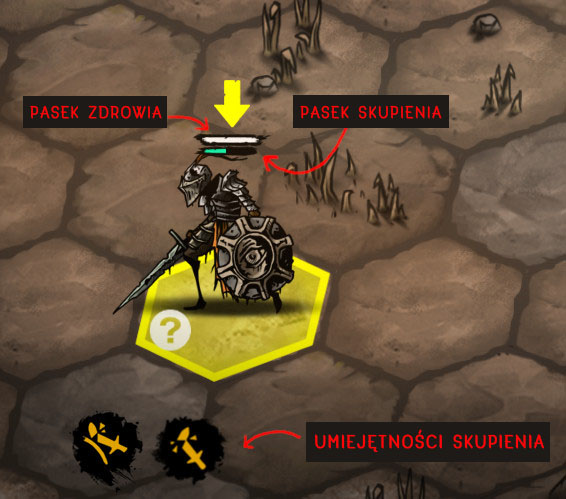 PASEK ZDROWIA
PASEK SKUPIENIA
?
UMIEJĘTNOŚCI SKUPIENIA